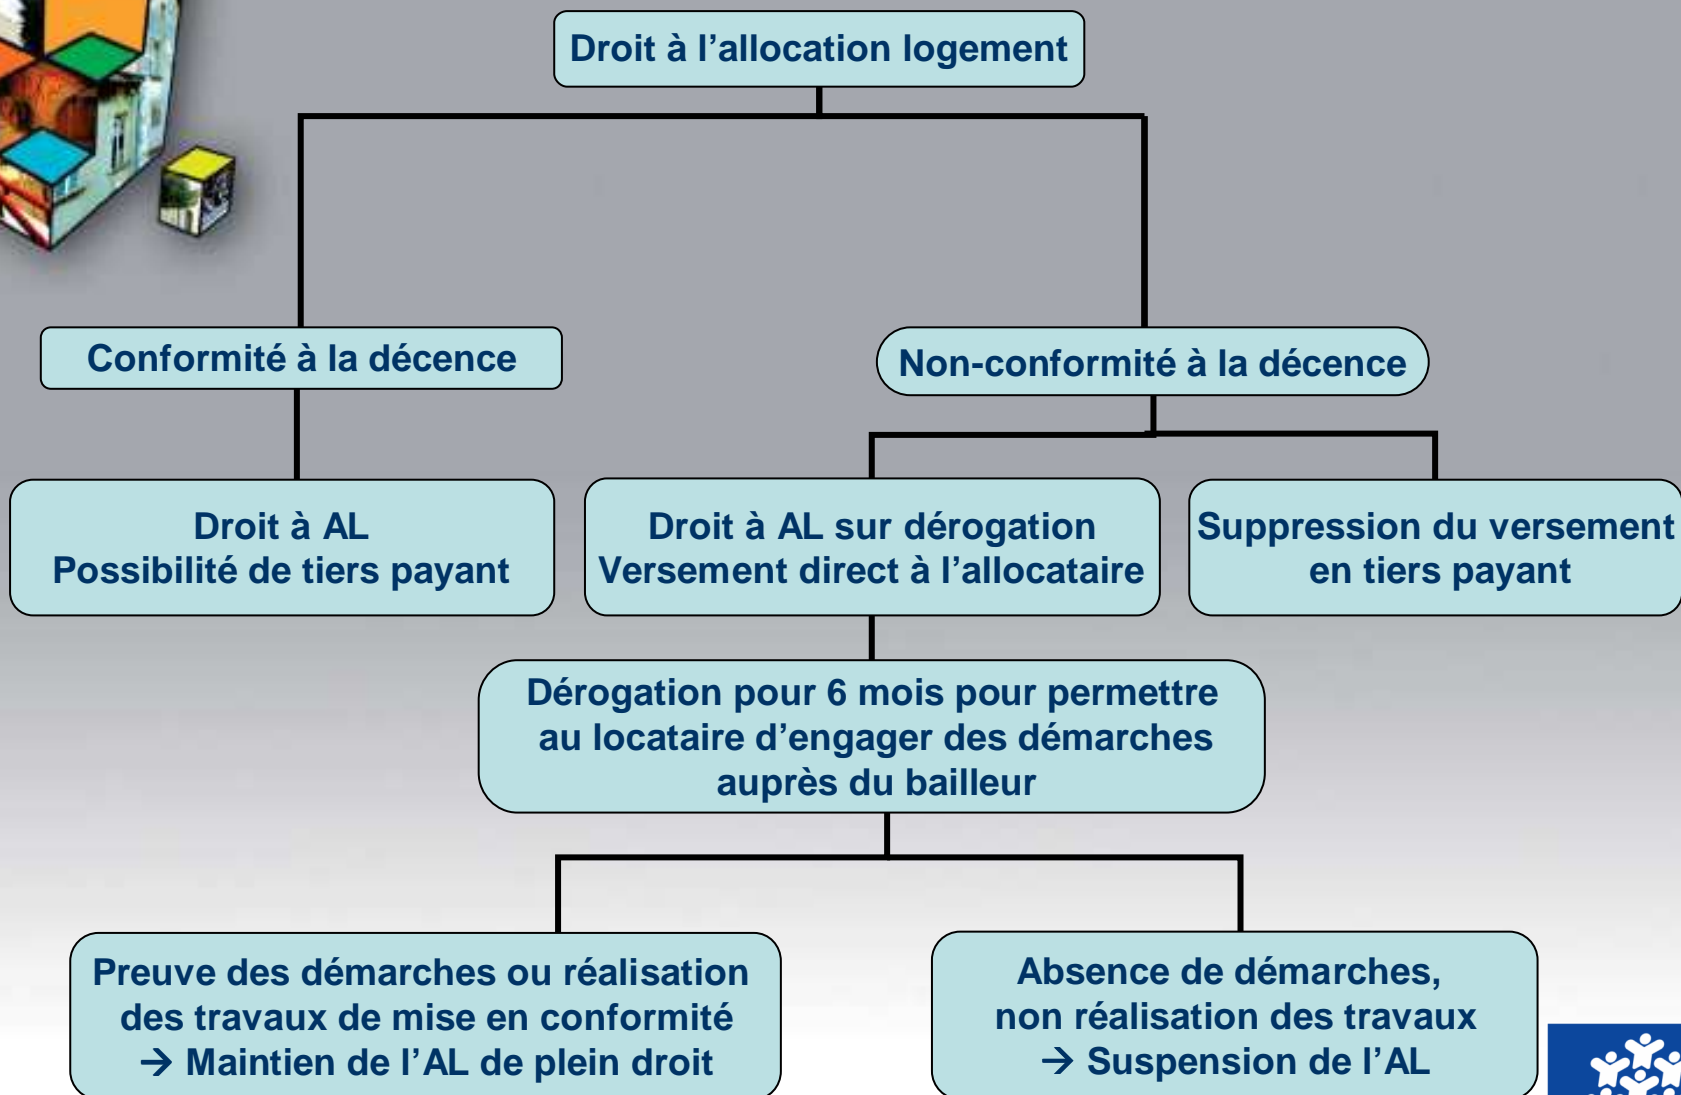 Droit à l’allocation logement
Conformité à la décence
Non-conformité à la décence
Droit à AL
Possibilité de tiers payant
Droit à AL sur dérogation
Versement direct à l’allocataire
Suppression du versement
en tiers payant
Dérogation pour 6 mois pour permettre
au locataire d’engager des démarches
auprès du bailleur
Preuve des démarches ou réalisation
des travaux de mise en conformité
→ Maintien de l’AL de plein droit
Absence de démarches,
non réalisation des travaux
→ Suspension de l’AL